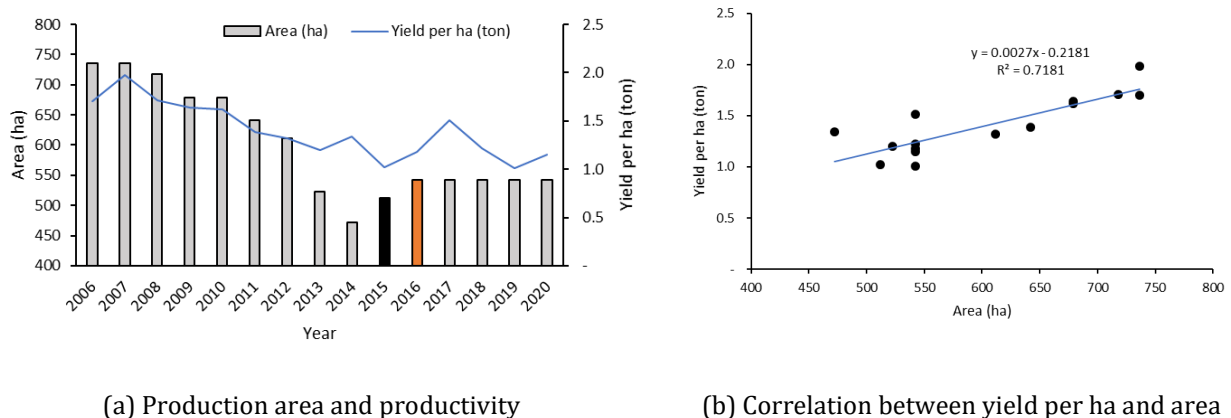 Area (ha) Yield per ha (ton)
800
750
700
650
600
550
500
450
400
Area (ha)
2.5
2.0
1.5
1.0
0.5
-
Yield per ha (ton)
2006 2007 2008 2009 2010 2011 2012 2013 2014 2015 2016 2017 2018 2019 2020
Year
(a) Production area and productivity
y = 0.0027x - 0.2181
R² = 0.7181
2.5
2.0
1.5
1.0
0.5
-
Yield per ha (ton)
400 450 500 550 600 650 700 750 800
Area (ha)
(b) Correlation between yield per ha and area